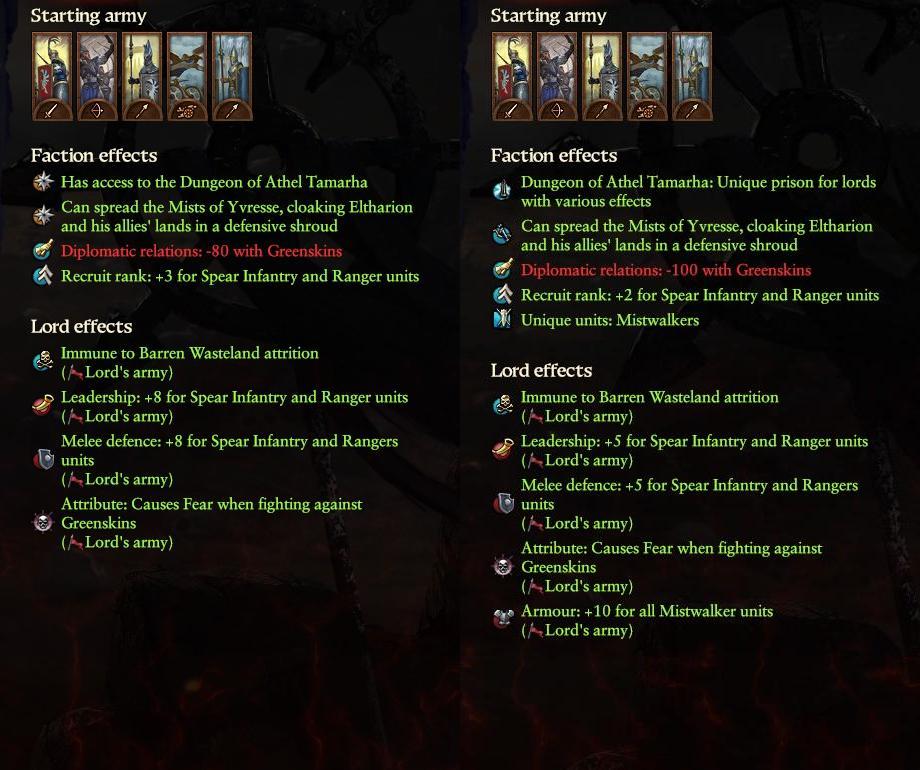 Starting army
Faction effects
Has access to the Dungeon of Athel Tamarha
Can spread the Mists of Yvresse, cloaking Eltharion
and his allies' lands in a defensive shroud
Diplomatic relations: -80 with Greenskins
Recruit rank: +3 for Spear Infantry and Ranger units
Lord effects
Immune to Barren Wasteland attrition
(Lord's army)
Leadership: +8 for Spear Infantry and Ranger units
(Lord's army)
Melee defence: +8 for Spear Infantry and Rangers
units
(Lord's army)
Attribute: Causes Fear when fighting against
Greenskins
(Lord's army)
Starting army
Faction effects
Dungeon of Athel Tamarha: Unique prison for lords
with various effects
Can spread the Mists of Yvresse, cloaking Eltharion
and his allies' lands in a defensive shroud
Diplomatic relations: -100 with Greenskins
Recruit rank: +2 for Spear Infantry and Ranger units
Unique units: Mistwalkers
Lord effects
Immune to Barren Wasteland attrition
(Lord's army)
Leadership: +5 for Spear Infantry and Ranger units
(Lord's army)
Melee defence: +5 for Spear Infantry and Rangers
units
(Lord's army)
Attribute: Causes Fear when fighting against
Greenskins
(Lord's army)
Armour: +10 for all Mistwalker units
(Lord's army)